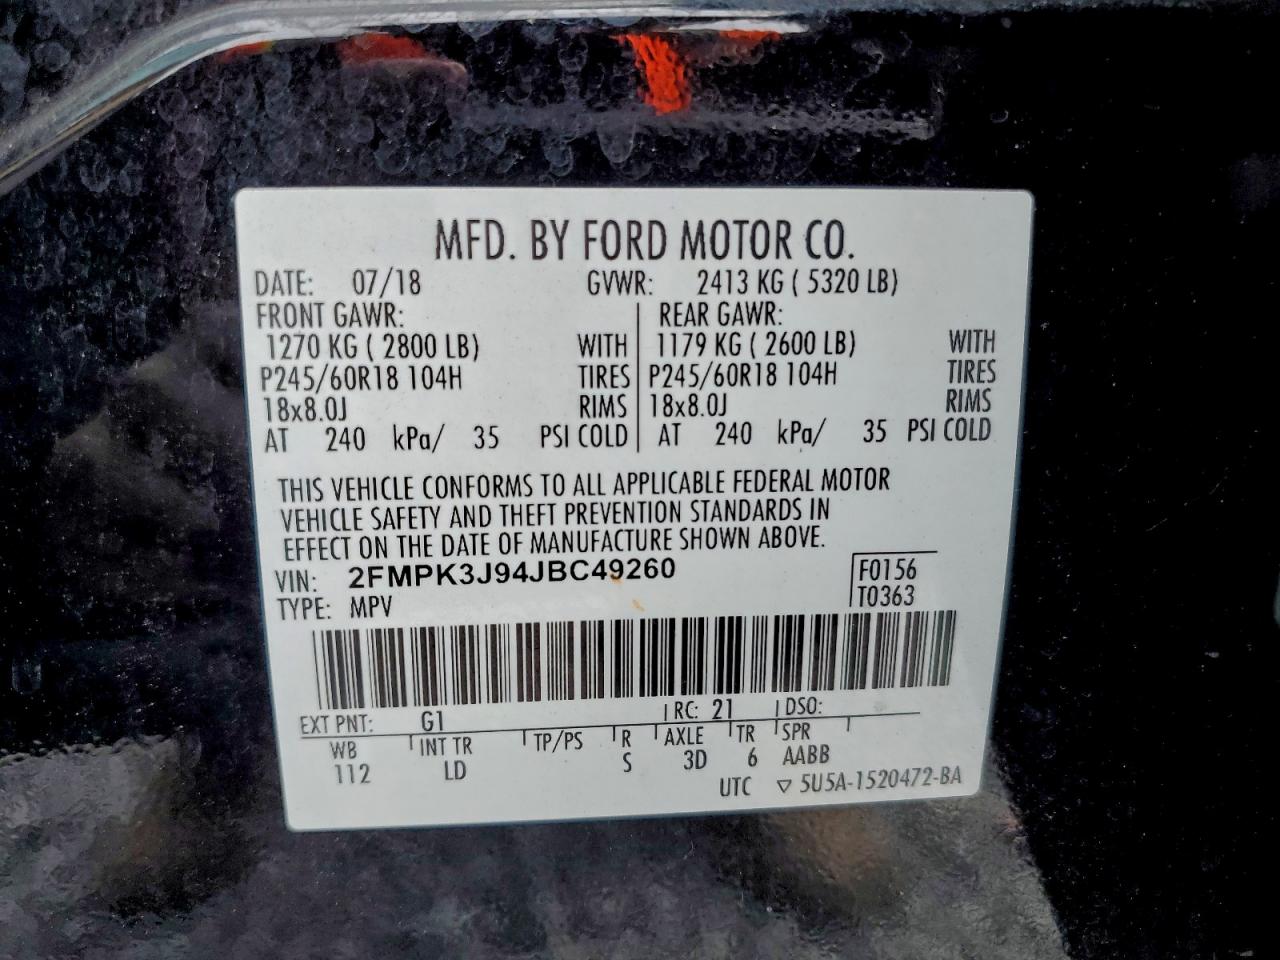 MFD. BY FORD MOTOR CO.
DATE: 07/18 GVWR: 2413 KG ( 5320 LB)
FRONT GAWR: REAR GAWR:
1270 KG ( 2800 LB) WITH 1179 KG ( 2600 LB) WITH
P245/60R18 104H TIRES P245/60R18 104H TIRES
18x8.0J RIMS 18x8.0J RIMS
AT 240 kPa/ 35 PSI COLD AT 240 kPa/ 35 PSI COLD
THIS VEHICLE CONFORMS TO ALL APPLICABLE FEDERAL MOTOR
VEHICLE SAFETY AND THEFT PREVENTION STANDARDS IN
EFFECT ON THE DATE OF MANUFACTURE SHOWN ABOVE.
VIN: 2FMPK3J94JBC49260 F0156
TYPE: MPV T0363
EXT PNT: G1 RC: 21 DSO:
WB INT TR TP/PS R AXLE TR SPR
112 LD S 3D 6 AABB
UTC ▽ 5U5A-1520472-BA